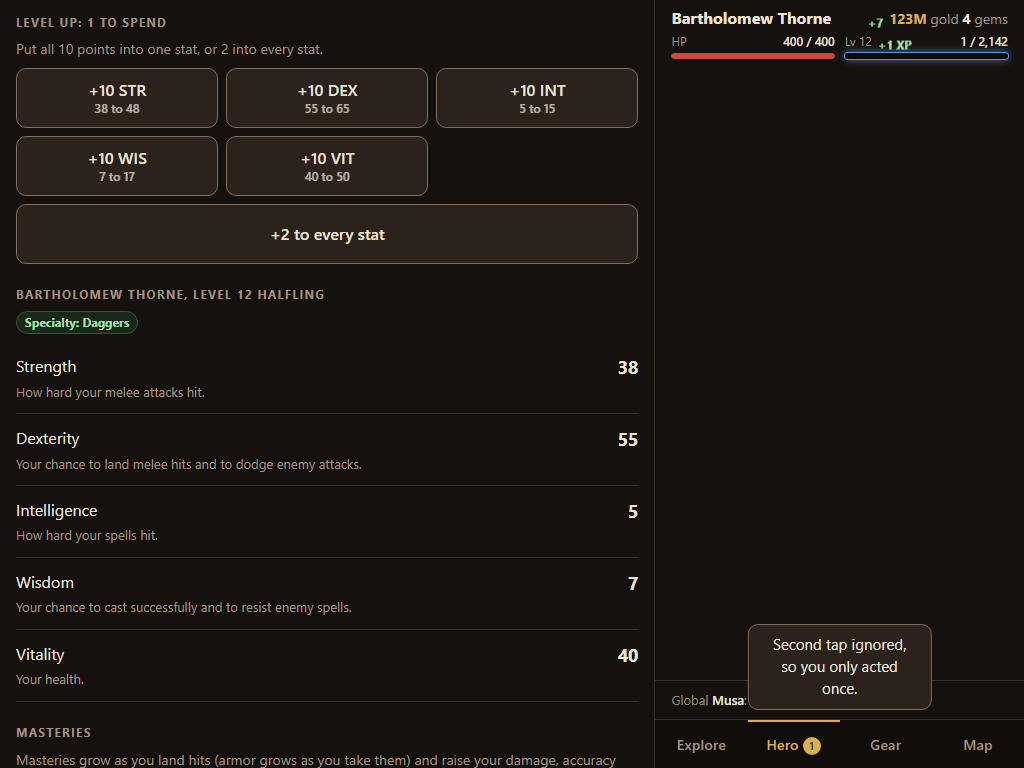 LEVEL UP: 1 TO SPEND
Put all 10 points into one stat, or 2 into every stat.
+10 STR
38 to 48
+10 DEX
55 to 65
+10 INT
5 to 15
+10 WIS
7 to 17
+10 VIT
40 to 50
+2 to every stat
BARTHOLOMEW THORNE, LEVEL 12 HALFLING
Specialty: Daggers
Strength 38
How hard your melee attacks hit.
Dexterity 55
Your chance to land melee hits and to dodge enemy attacks.
Intelligence 5
How hard your spells hit.
Wisdom 7
Your chance to cast successfully and to resist enemy spells.
Vitality 40
Your health.
MASTERIES
Masteries grow as you land hits (armor grows as you take them) and raise your damage, accuracy
Bartholomew Thorne +7 123M gold 4 gems
HP 400 / 400 Lv 12 +1 XP 1 / 2,142
Second tap ignored,
so you only acted
once.
Global Musa
Explore Hero 1 Gear Map